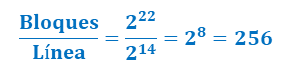 Bloques / Línea = 2^22 / 2^14 = 2^8 = 256